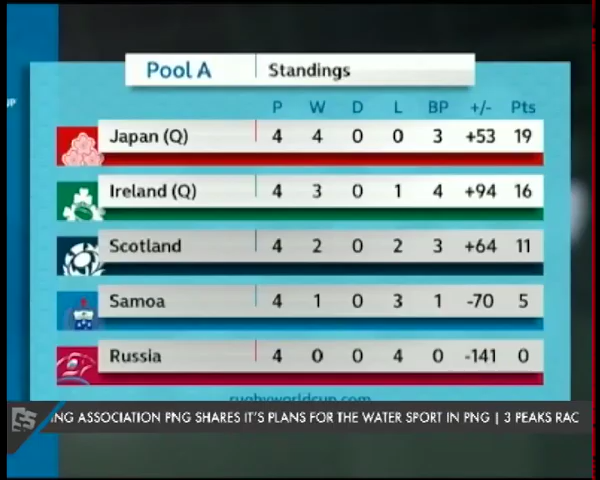 Pool A Standings
P W D L BP +/- Pts
Japan (Q) 4 4 0 0 3 +53 19
Ireland (Q) 4 3 0 1 4 +94 16
Scotland 4 2 0 2 3 +64 11
Samoa 4 1 0 3 1 -70 5
Russia 4 0 0 4 0 -141 0
rugbyworldcup.com
ING ASSOCIATION PNG SHARES IT'S PLANS FOR THE WATER SPORT IN PNG | 3 PEAKS RAC